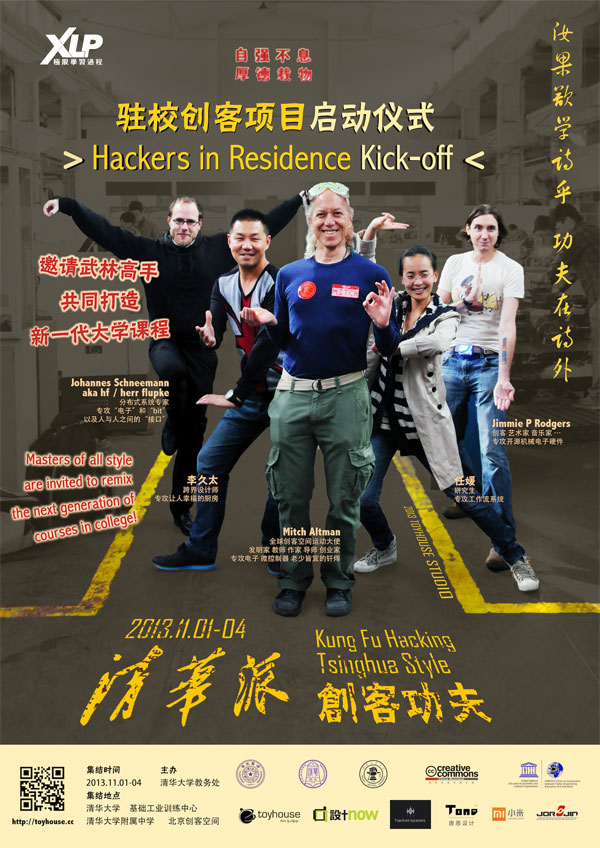 XLP
極限學習過程
自强不息
厚德载物
汝果欲学诗乎 功夫在诗外
驻校创客项目启动仪式
> Hackers in Residence Kick-off <
邀请武林高手
共同打造
新一代大学课程
Johannes Schneemann
aka hf / herr flupke
分布式系统专家
专攻“电子”和“bit”
以及人与人之间的“接口”
Jimmie P Rodgers
创客 艺术家 音乐家 …
专攻开源机械电子硬件
Masters of all style
are invited to remix
the next generation of
courses in college!
李久太
跨界设计师
专攻让人幸福的厨房
任媛
研究生
专攻工作流系统
Mitch Altman
全球创客空间运动大使
发明家 教师 作家 导师 创业家
专攻电子 微控制器 老少皆宜的钎焊
2013 TOYHOUSE STUDIO
2013.11.01-04
清華派
Kung Fu Hacking
Tsinghua Style
創客功夫
集结时间
2013.11.01-04
集结地点
清华大学 基础工业训练中心
清华大学附属中学 北京创客空间
主办
清华大学教务处
http://toyhouse.cc
creative commons
UNESCO
toyhouse
設計now
HackerSpaces
TANG
唐恩设计
小米
JORJIN